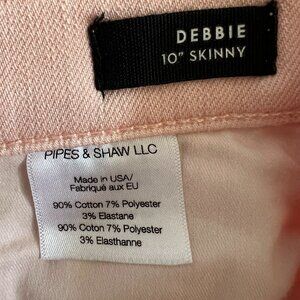 DEBBIE
10" SKINNY
PIPES & SHAW LLC
Made in USA/
Fabriqué aux EU
90% Cotton 7% Polyester
3% Elastane
90% Coton 7% Polyester
3% Elasthanne